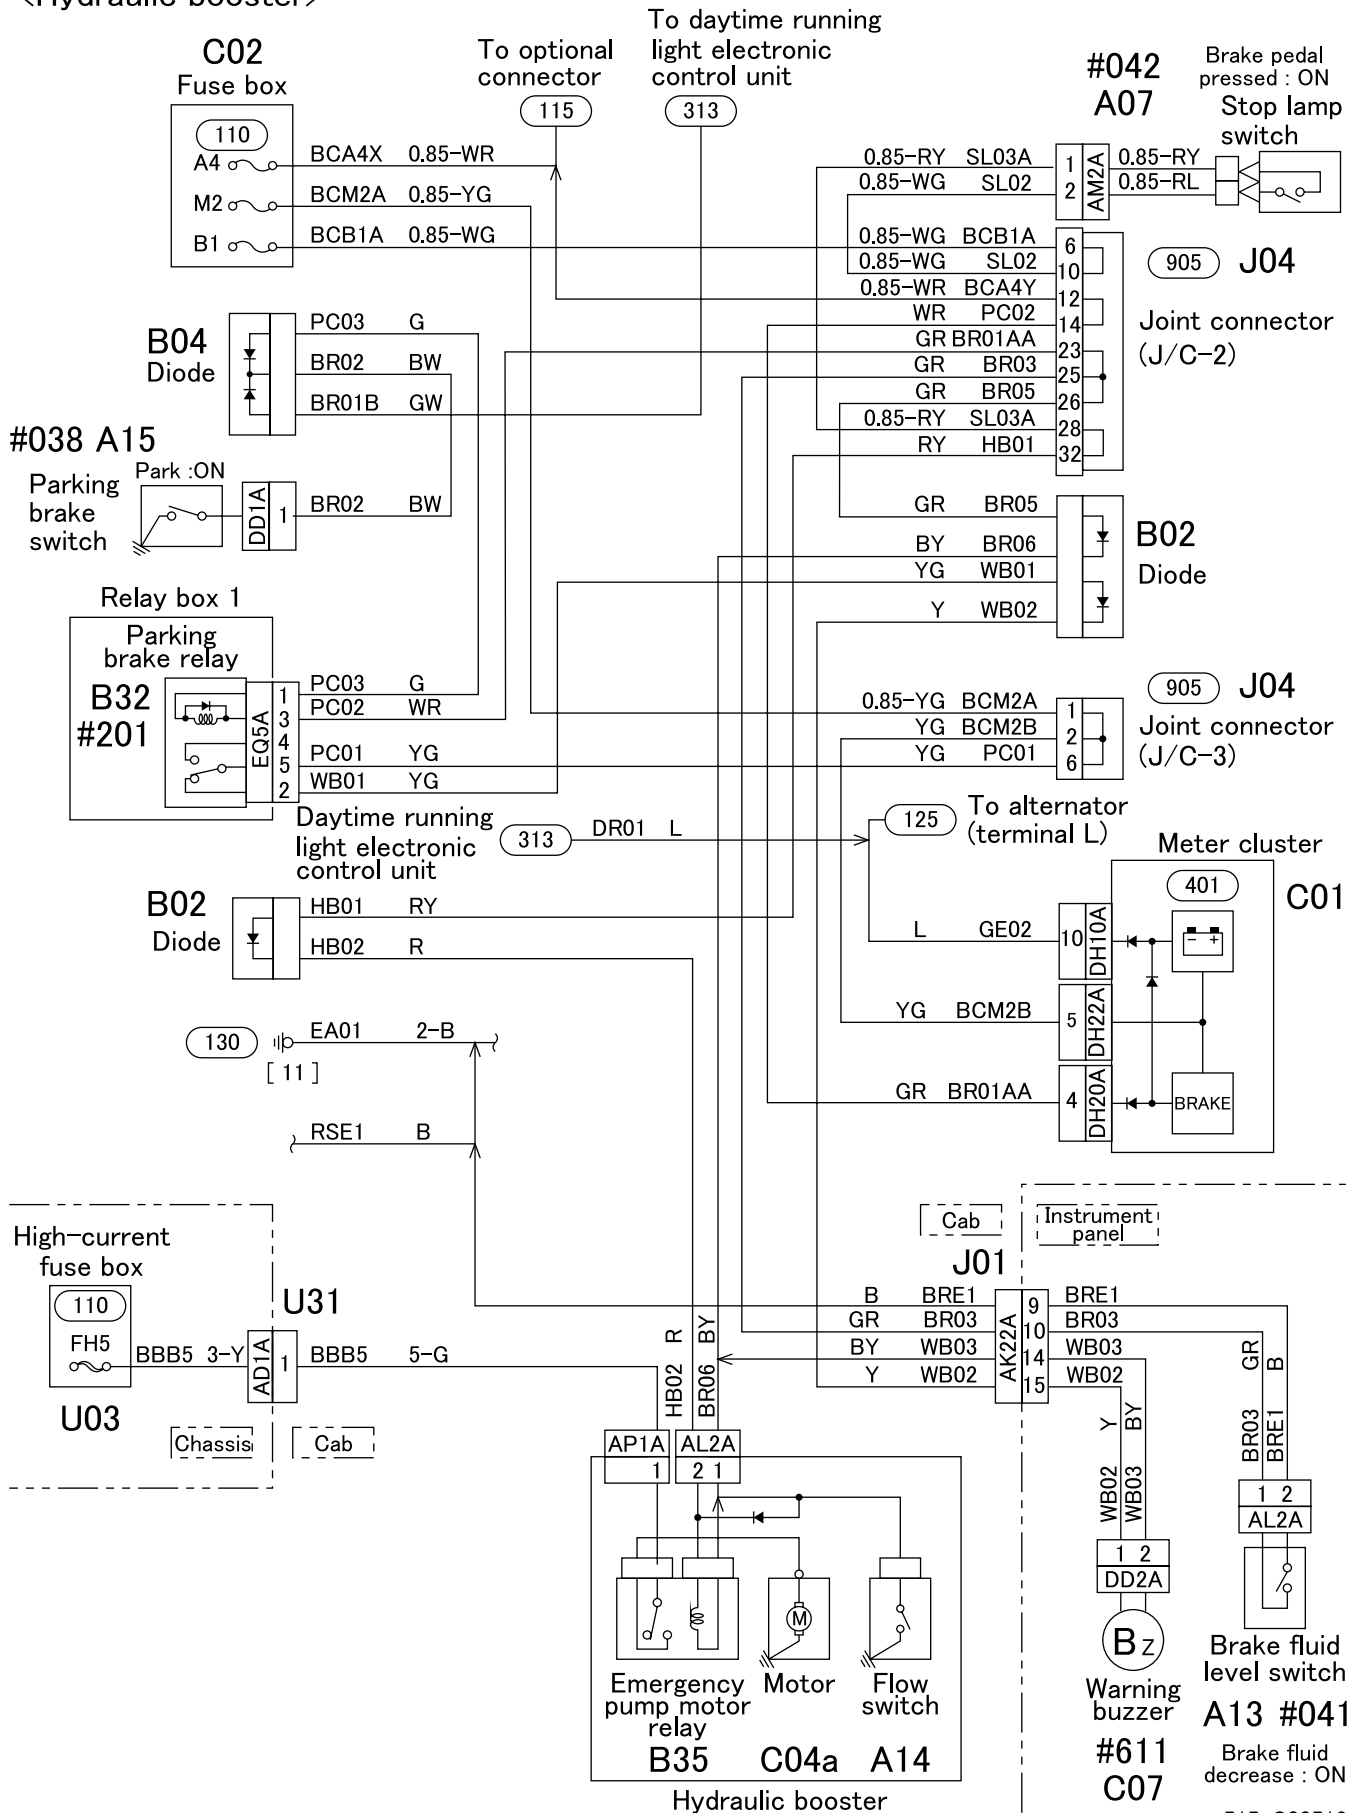 <Hydraulic booster>
C02
Fuse box
110
A4
M2
B1
BCA4X 0.85-WR
BCM2A 0.85-YG
BCB1A 0.85-WG
To optional
connector
115
To daytime running
light electronic
control unit
313
#042
A07
Brake pedal
pressed : ON
Stop lamp
switch
0.85-RY SL03A 1
0.85-WG SL02 2
AM2A
0.85-RY
0.85-RL
0.85-WG BCB1A 6
0.85-WG SL02 10
0.85-WR BCA4Y 12
WR PC02 14
GR BR01AA 23
GR BR03 25
GR BR05 26
0.85-RY SL03A 28
RY HB01 32
905 J04
Joint connector
(J/C-2)
B04
Diode
PC03 G
BR02 BW
BR01B GW
#038 A15
Parking
brake
switch
Park :ON
DD1A
1
BR02 BW
GR BR05
BY BR06
YG WB01
Y WB02
B02
Diode
Relay box 1
Parking
brake relay
B32
#201
EQ5A
1 PC03 G
3 PC02 WR
4
5 PC01 YG
2 WB01 YG
0.85-YG BCM2A 1
YG BCM2B 2
YG PC01 6
905 J04
Joint connector
(J/C-3)
Daytime running
light electronic
control unit
313
DR01 L
125
To alternator
(terminal L)
Meter cluster
401
C01
B02
Diode
HB01 RY
HB02 R
L GE02 10
DH10A
YG BCM2B 5
DH22A
GR BR01AA 4
DH20A
BRAKE
130
EA01 2-B
[ 11 ]
RSE1 B
High-current
fuse box
110
FH5
U03
BBB5 3-Y
AD1A
1
U31
BBB5 5-G
Chassis
Cab
Cab
Instrument
panel
J01
B BRE1 9 BRE1
GR BR03 10 BR03
BY WB03 14 WB03
Y WB02 15 WB02
AK22A
HB02 R
BR06 BY
AP1A
1
AL2A
2 1
M
Emergency
pump motor
relay
B35
Motor
C04a
Flow
switch
A14
Hydraulic booster
WB02 Y
WB03 BY
1 2
DD2A
Bz
Warning
buzzer
#611
C07
BR03 GR
BRE1 B
1 2
AL2A
Brake fluid
level switch
A13 #041
Brake fluid
decrease : ON